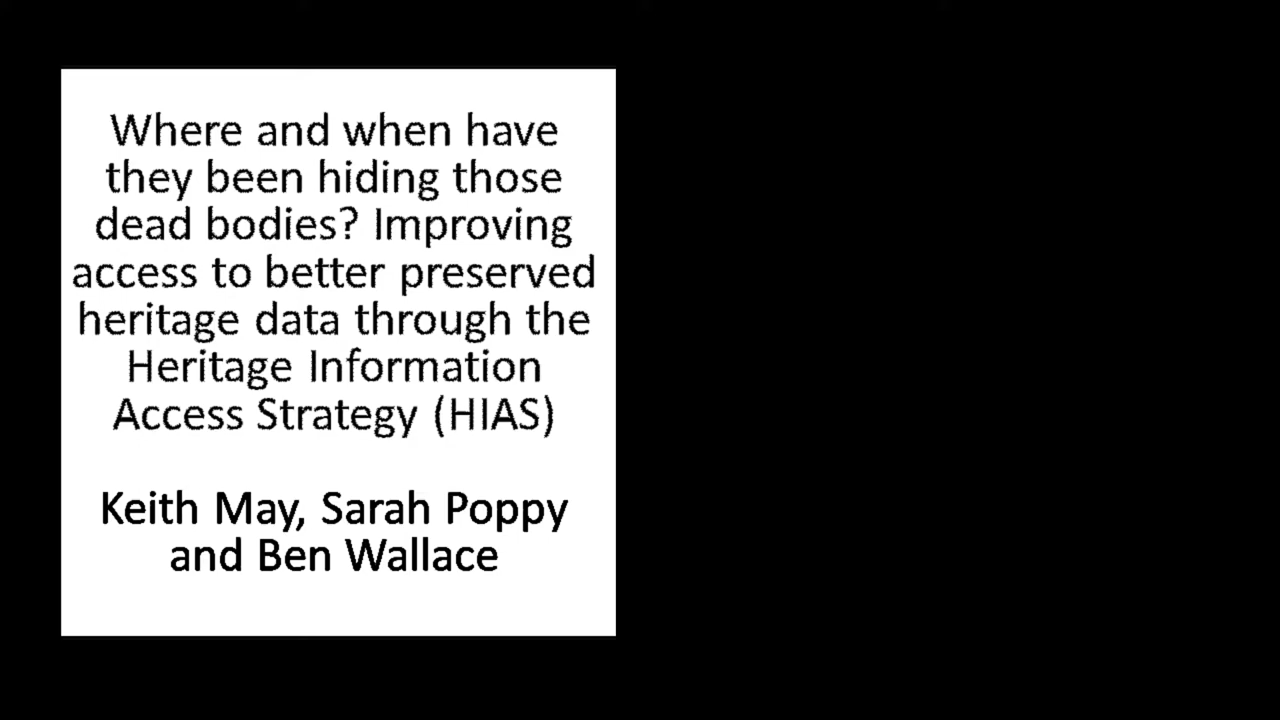 Where and when have
they been hiding those
dead bodies? Improving
access to better preserved
heritage data through the
Heritage Information
Access Strategy (HIAS)
Keith May, Sarah Poppy
and Ben Wallace